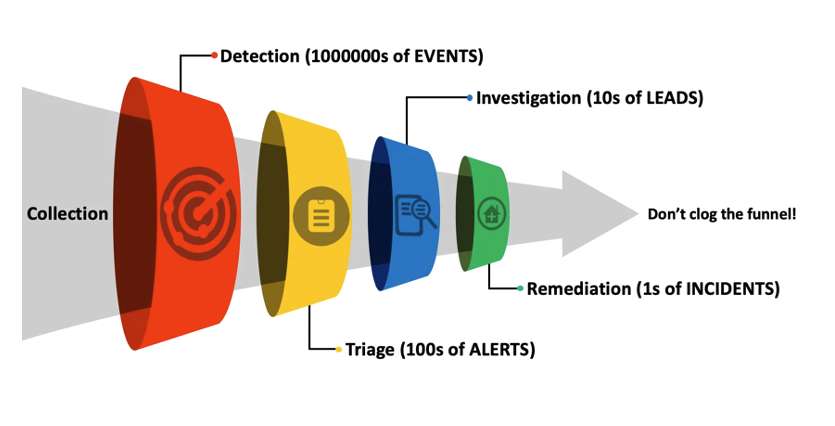 Detection (1000000s of EVENTS)
Investigation (10s of LEADS)
Collection
Don't clog the funnel!
Remediation (1s of INCIDENTS)
Triage (100s of ALERTS)